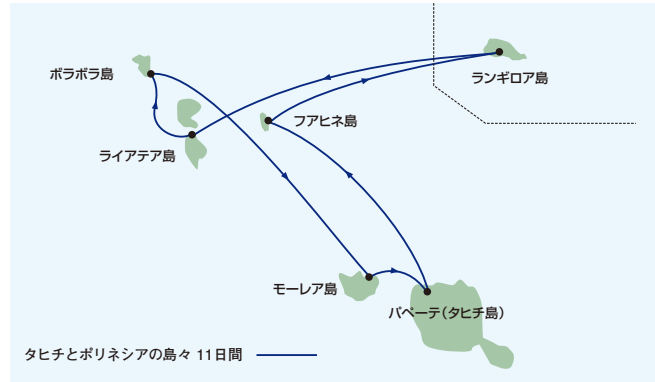 ボラボラ島
ランギロア島
フアヒネ島
ライアテア島
モーレア島
パペーテ（タヒチ島）
タヒチとポリネシアの島々 11日間